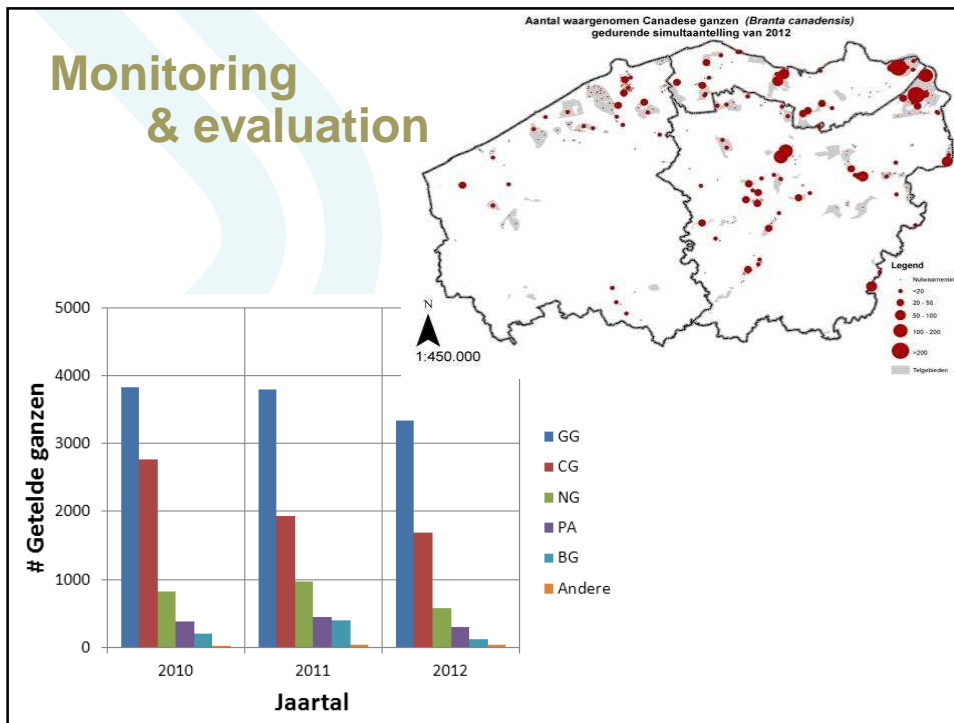 Monitoring
& evaluation
Aantal waargenomen Canadese ganzen (Branta canadensis)
gedurende simultaantelling van 2012
Legend
Nulwaarnemin
<20
20 - 50
50 - 100
100 - 200
>200
Telgebieden
N
1:450.000
# Getelde ganzen
5000
4000
3000
2000
1000
0
2010
2011
2012
Jaartal
GG
CG
NG
PA
BG
Andere